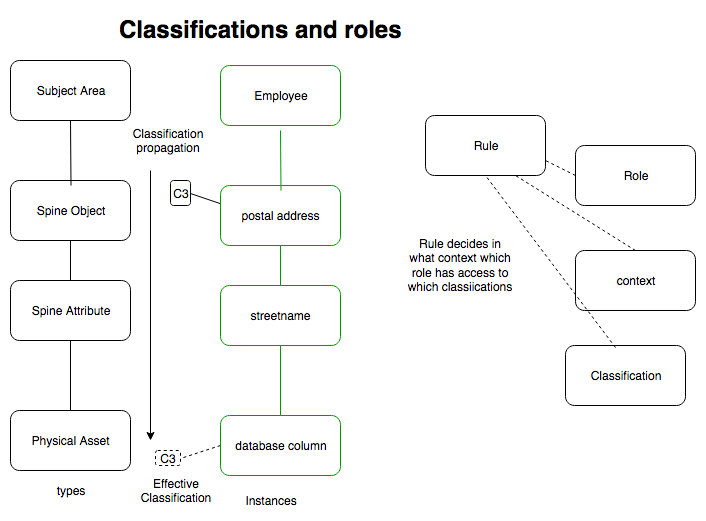 Classifications and roles
Subject Area
Employee
Classification
propagation
Rule
Role
C3
Spine Object
postal address
Rule decides in
what context which
role has access to
which classiications
context
Spine Attribute
streetname
Classification
Physical Asset
database column
C3
types
Effective
Classification
Instances